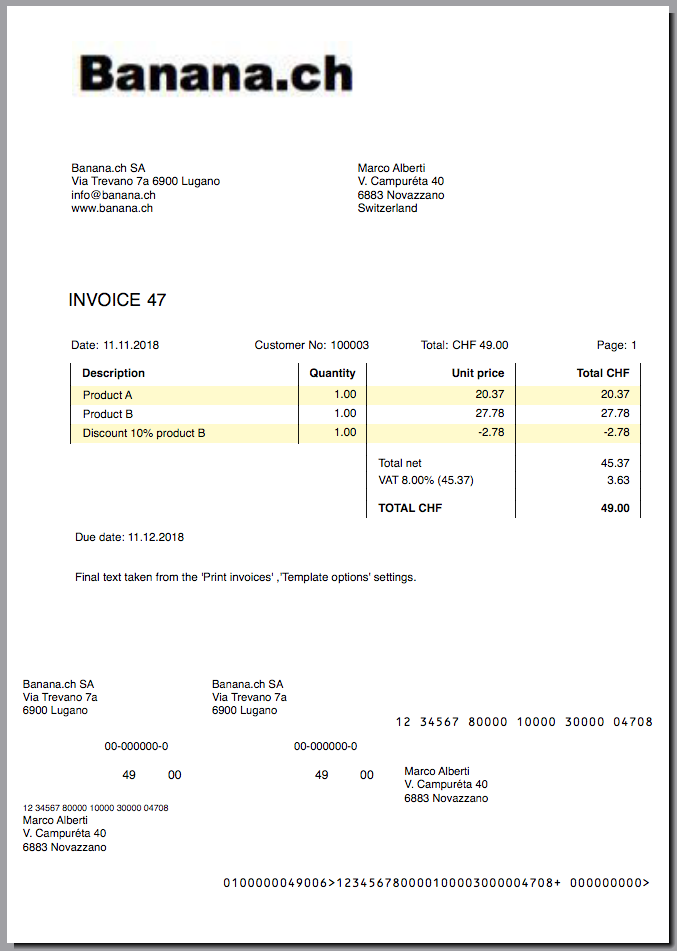 Banana.ch
Banana.ch SA
Via Trevano 7a 6900 Lugano
info@banana.ch
www.banana.ch
Marco Alberti
V. Campuréta 40
6883 Novazzano
Switzerland
INVOICE 47
Date: 11.11.2018 Customer No: 100003 Total: CHF 49.00 Page: 1
Description Quantity Unit price Total CHF
Product A 1.00 20.37 20.37
Product B 1.00 27.78 27.78
Discount 10% product B 1.00 -2.78 -2.78
Total net 45.37
VAT 8.00% (45.37) 3.63
TOTAL CHF 49.00
Due date: 11.12.2018
Final text taken from the 'Print invoices' ,'Template options' settings.
Banana.ch SA
Via Trevano 7a
6900 Lugano
Banana.ch SA
Via Trevano 7a
6900 Lugano
12 34567 80000 10000 30000 04708
00-000000-0 00-000000-0
49 00 49 00
Marco Alberti
V. Campuréta 40
6883 Novazzano
12 34567 80000 10000 30000 04708
Marco Alberti
V. Campuréta 40
6883 Novazzano
0100000049006>123456780000100003000004708+ 000000000>